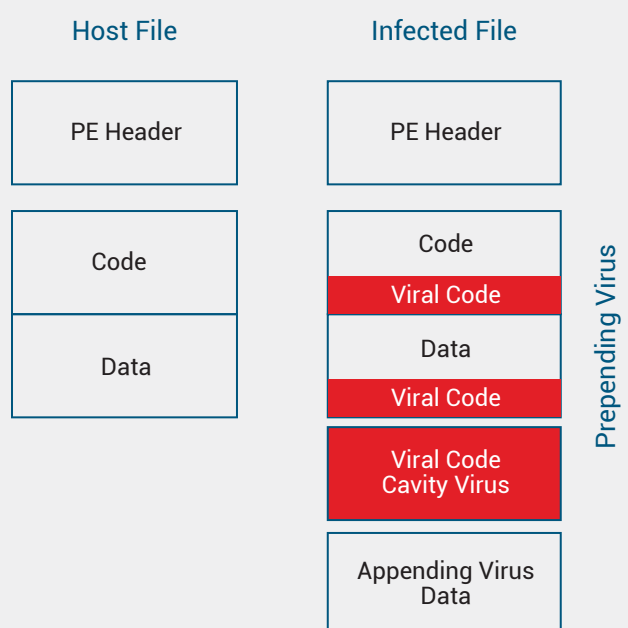 Host File
PE Header
Code
Data
Infected File
PE Header
Code
Viral Code
Data
Viral Code
Viral Code
Cavity Virus
Appending Virus
Data
Prepending Virus